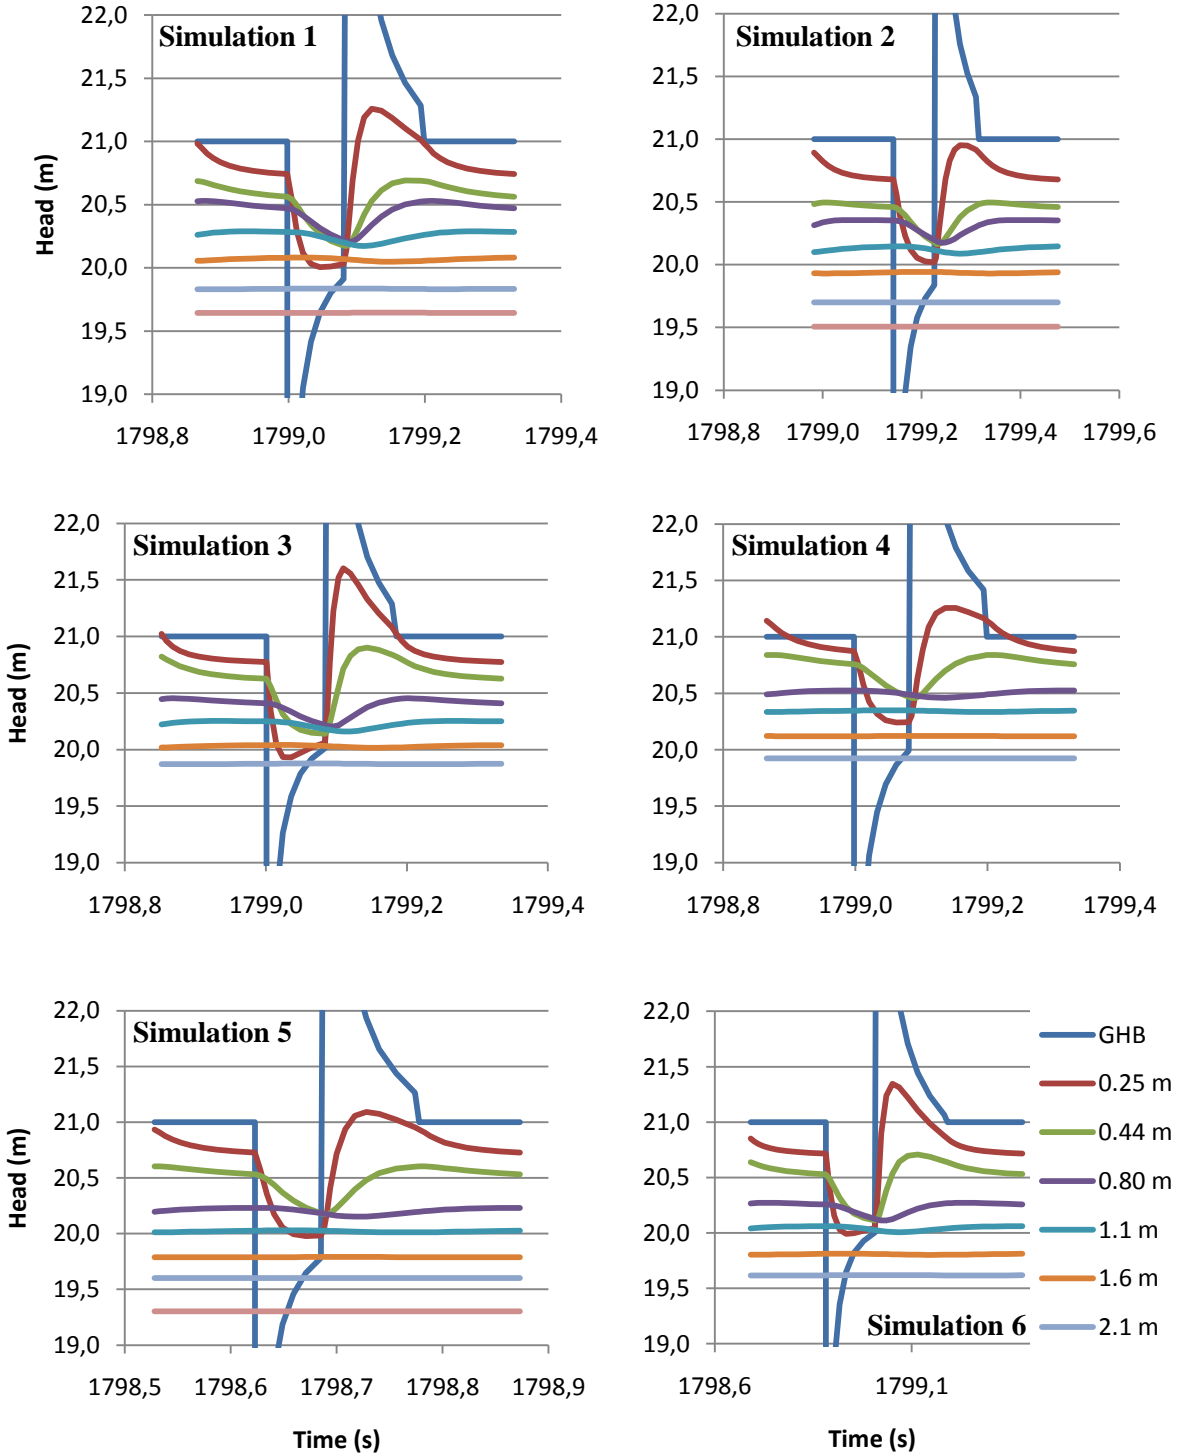 22,0
21,5
21,0
20,5
20,0
19,5
19,0
Head (m)
Simulation 1
1798,8 1799,0 1799,2 1799,4
22,0
21,5
21,0
20,5
20,0
19,5
19,0
Simulation 2
1798,8 1799,0 1799,2 1799,4 1799,6
22,0
21,5
21,0
20,5
20,0
19,5
19,0
Head (m)
Simulation 3
1798,8 1799,0 1799,2 1799,4
22,0
21,5
21,0
20,5
20,0
19,5
19,0
Simulation 4
1798,8 1799,0 1799,2 1799,4
22,0
21,5
21,0
20,5
20,0
19,5
19,0
Head (m)
Simulation 5
1798,5 1798,6 1798,7 1798,8 1798,9
Time (s)
22,0
21,5
21,0
20,5
20,0
19,5
19,0
Simulation 6
1798,6 1799,1
Time (s)
GHB
0.25 m
0.44 m
0.80 m
1.1 m
1.6 m
2.1 m